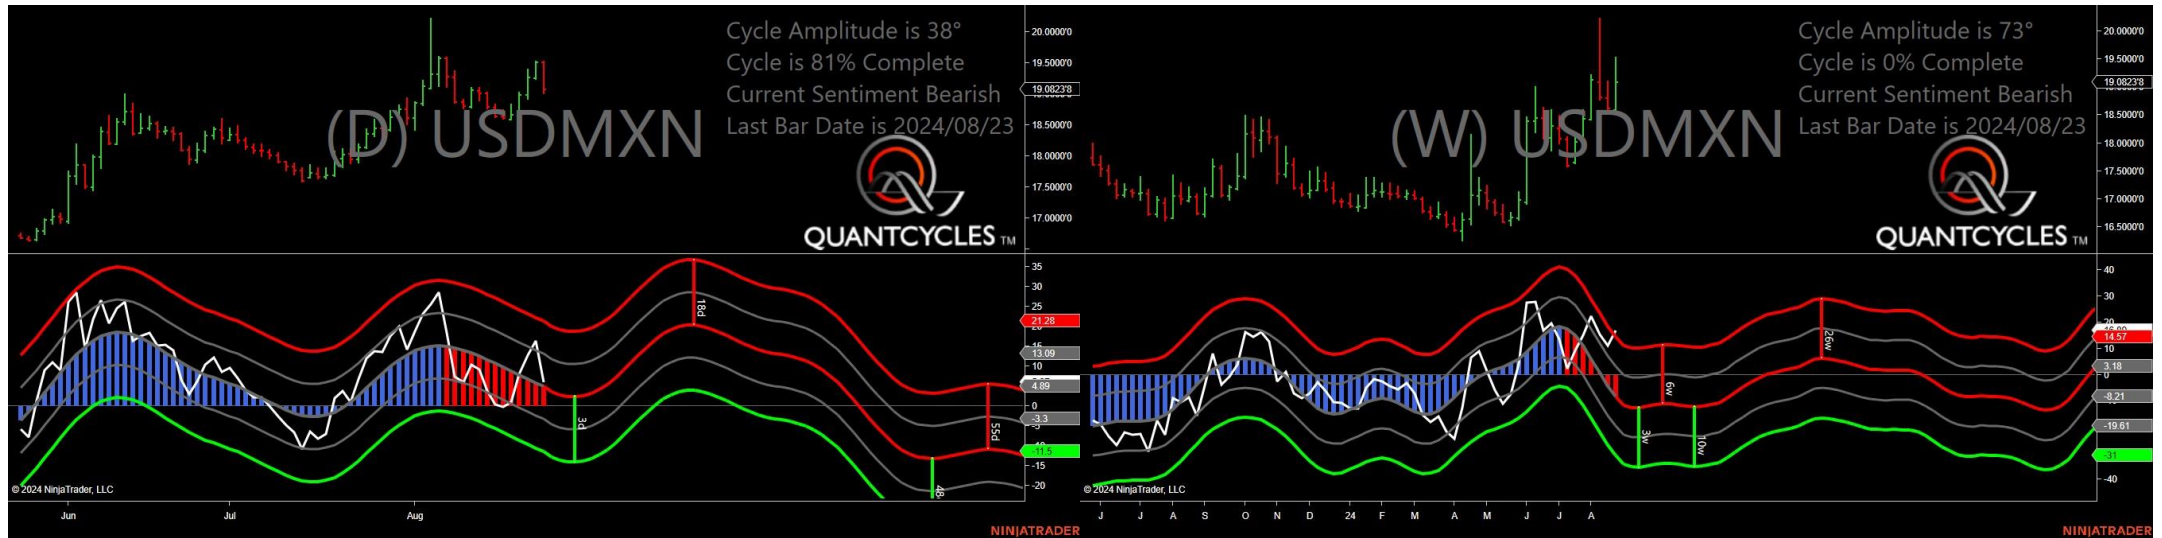 Cycle Amplitude is 38°
Cycle is 81% Complete
Current Sentiment Bearish
Last Bar Date is 2024/08/23
(D) USDMXN
QUANTCYCLES TM
20.0000'0
19.5000'0
19.0823'8
18.5000'0
18.0000'0
17.5000'0
17.0000'0
35
30
25
21.28
15
13.09
10
4.89
0
-3.3
-5
-11.5
-15
-20
3d
18d
48
55d
© 2024 NinjaTrader, LLC
Jun
Jul
Aug
NINJATRADER
Cycle Amplitude is 73°
Cycle is 0% Complete
Current Sentiment Bearish
Last Bar Date is 2024/08/23
(W) USDMXN
QUANTCYCLES TM
20.0000'0
19.5000'0
19.0823'8
18.5000'0
18.0000'0
17.5000'0
17.0000'0
16.5000'0
40
30
20
14.57
10
3.18
0
-8.21
-19.61
-31
-40
3w
6w
10w
26w
© 2024 NinjaTrader, LLC
J J A S O N D 24 F M A M J J A
NINJATRADER